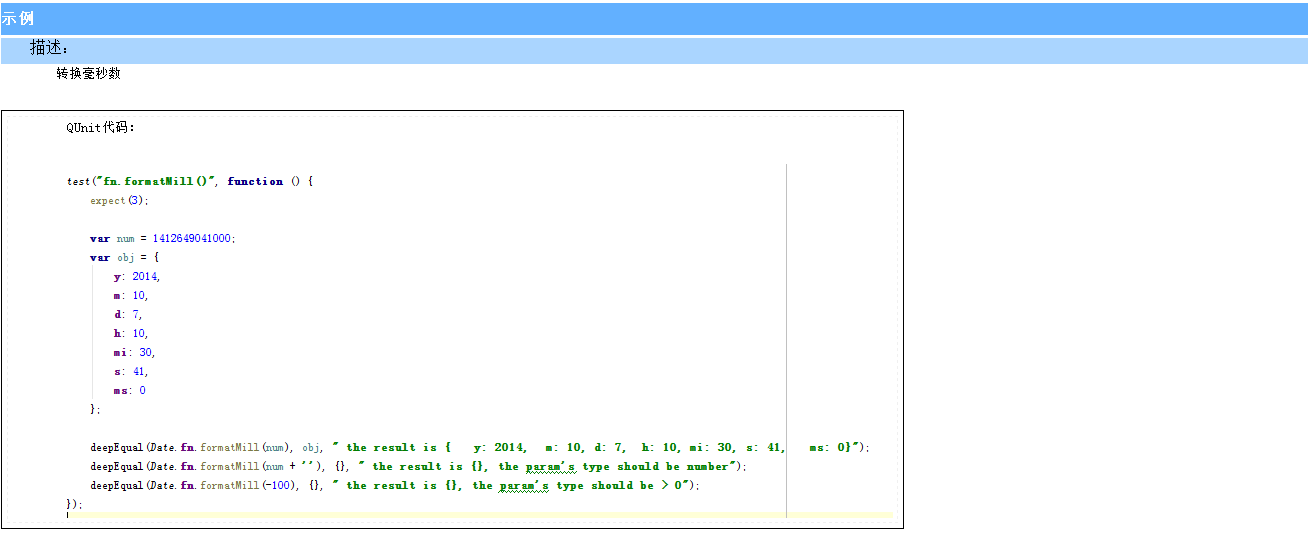 示例
描述:
转换毫秒数
QUnit代码:
test("fn.formatMill()", function () {
expect(3);
var num = 1412649041000;
var obj = {
y: 2014,
m: 10,
d: 7,
h: 10,
mi: 30,
s: 41,
ms: 0
};
deepEqual(Date.fn.formatMill(num), obj, " the result is {   y: 2014,   m: 10, d: 7,  h: 10, mi: 30, s: 41,   ms: 0}");
deepEqual(Date.fn.formatMill(num + ''), {}, " the result is {}, the param's type should be number");
deepEqual(Date.fn.formatMill(-100), {}, " the result is {}, the param's type should be > 0");
});